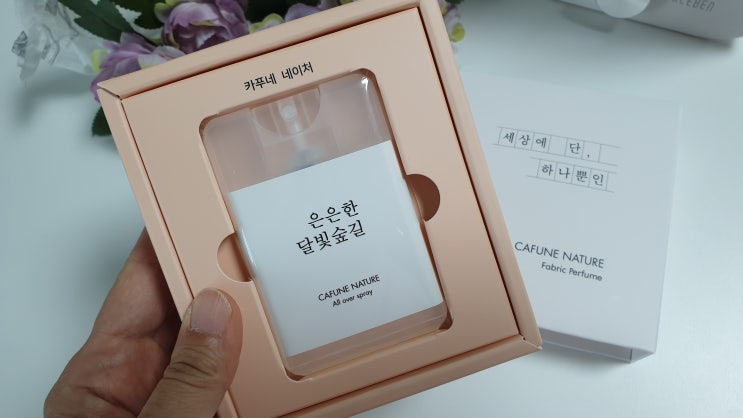 카푸네 네이처
은은한
달빛숲길
CAFUNE NATURE
All over spray
세상에 단,
하나뿐인
CAFUNE NATURE
Fabric Perfume